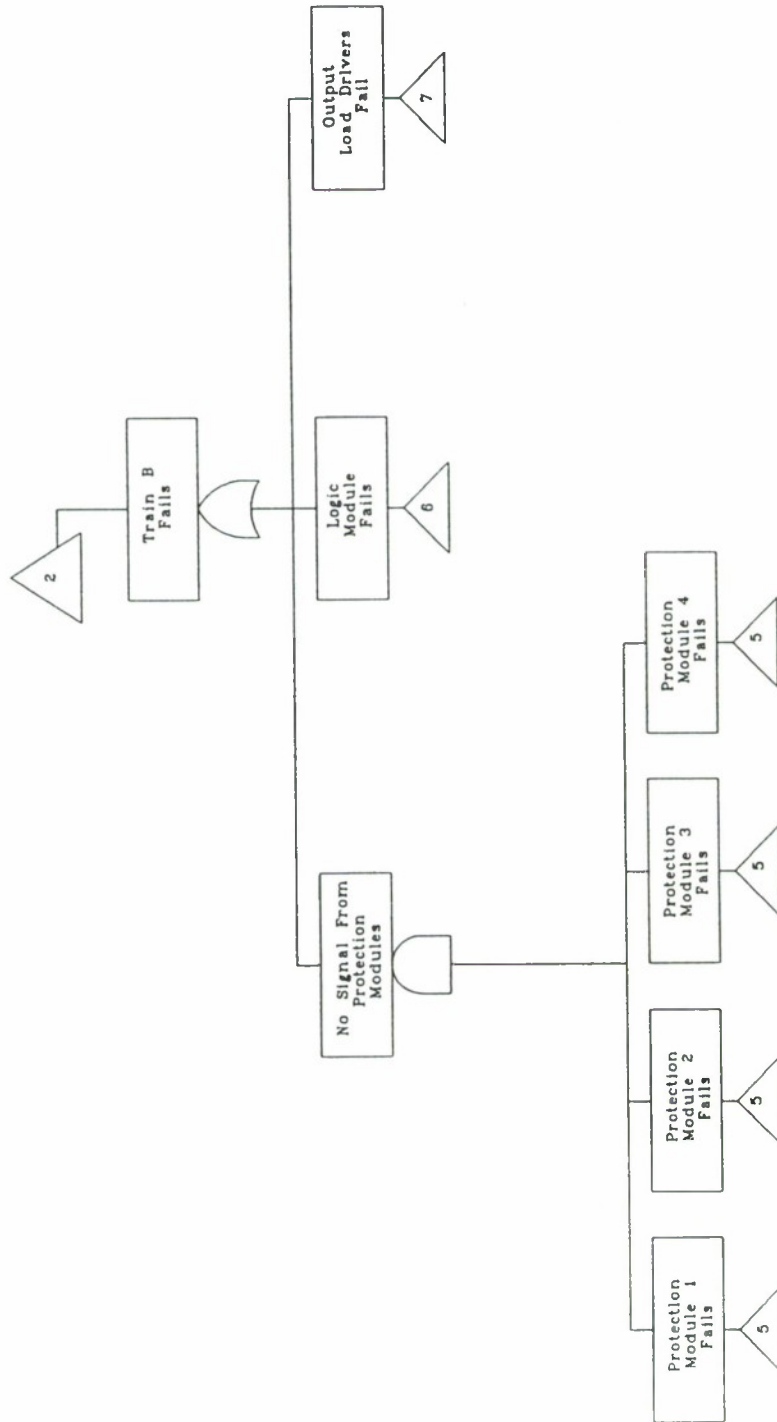 2
Train B
Fails
No Signal From
Protection
Modules
Logic
Module
Fails
6
Output
Load Drivers
Fail
7
Protection
Module 1
Fails
5
Protection
Module 2
Fails
5
Protection
Module 3
Fails
5
Protection
Module 4
Fails
5